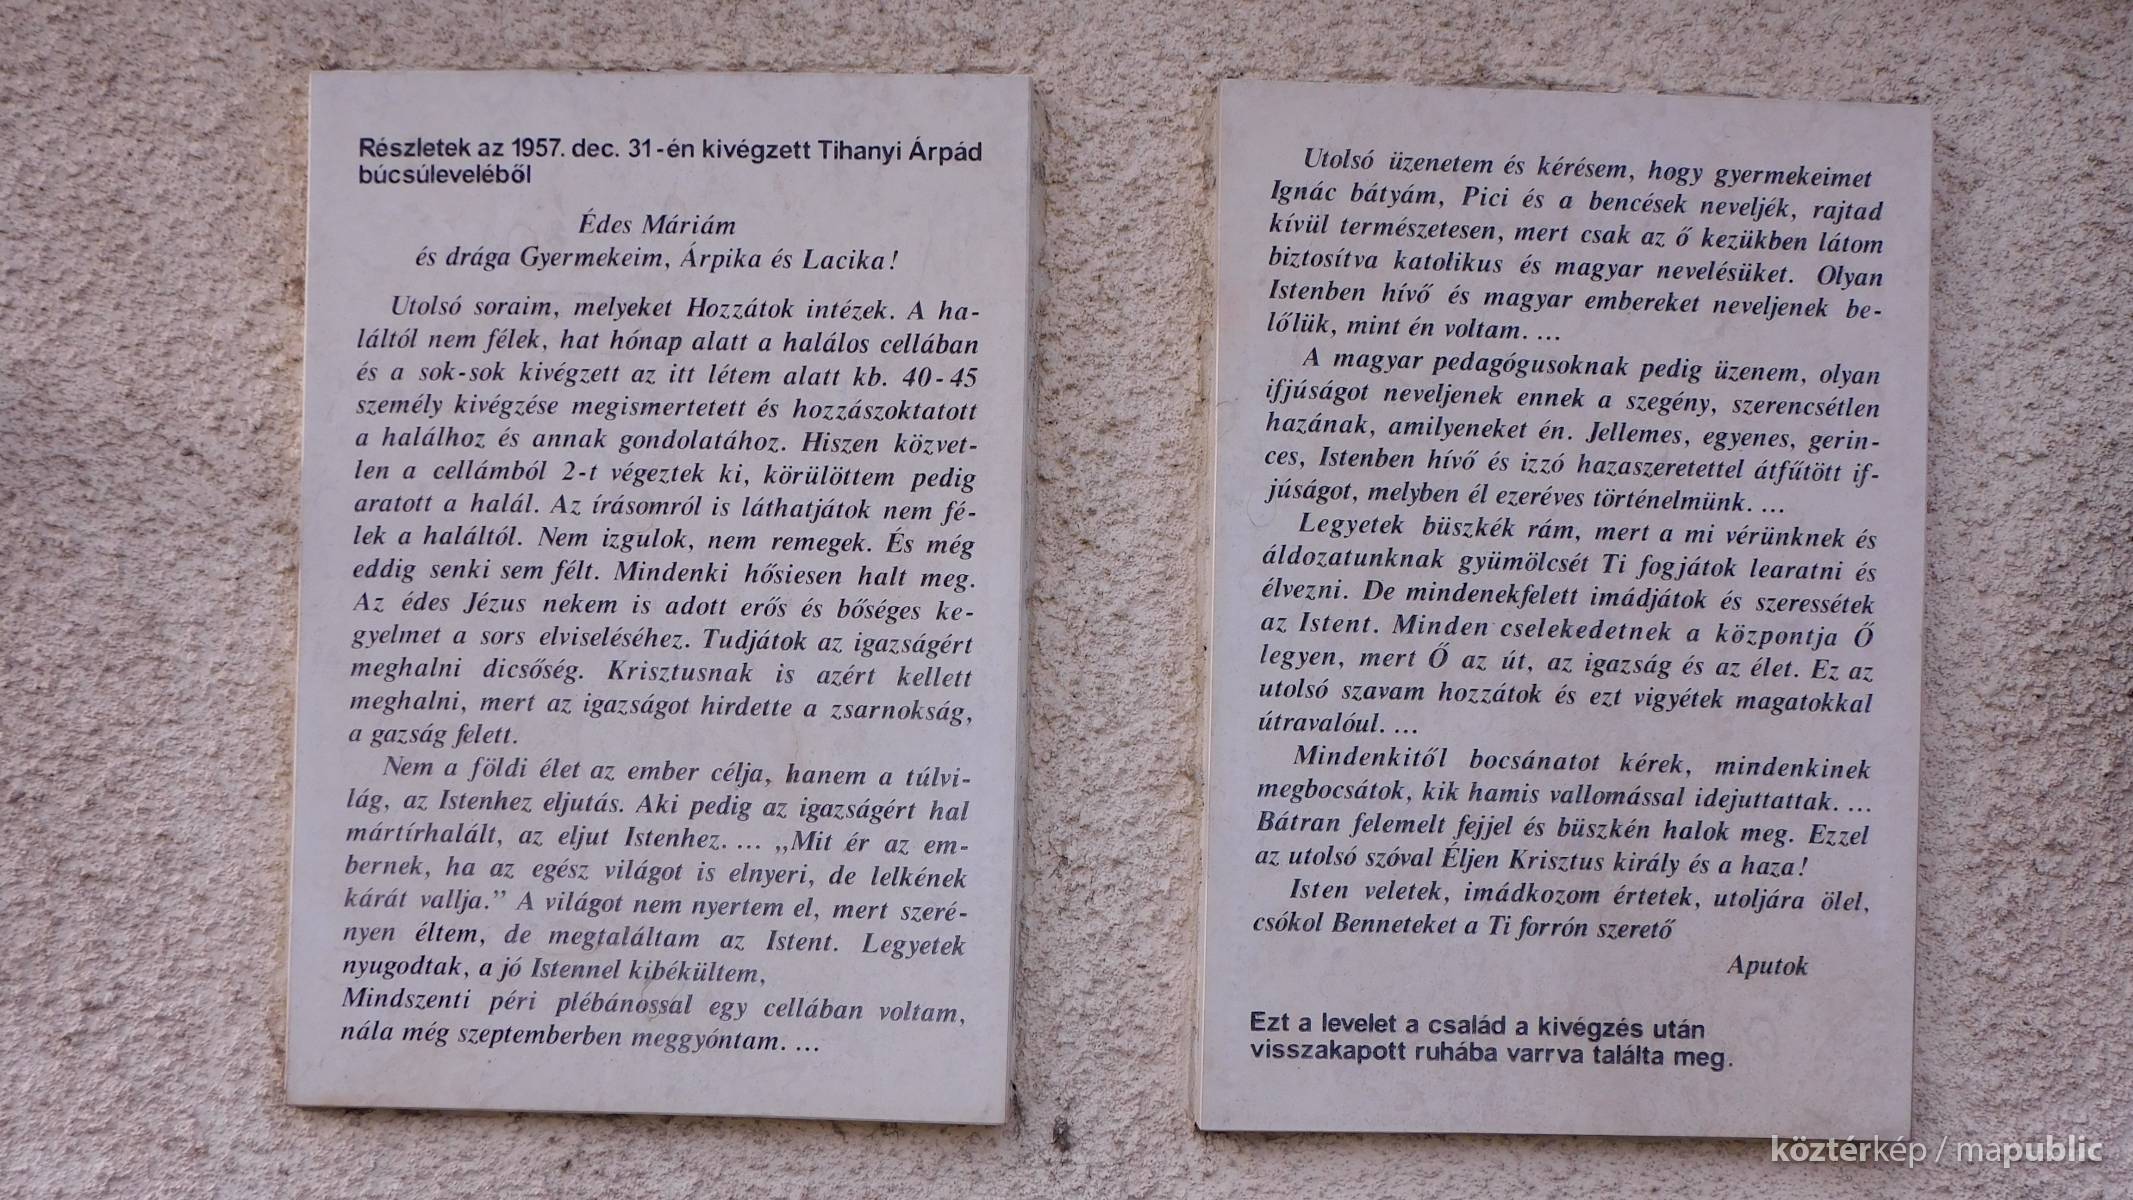 Részletek az 1957. dec. 31-én kivégzett Tihanyi Árpád
búcsúleveléből
Édes Máriám
és drága Gyermekeim, Árpika és Lacika!
Utolsó soraim, melyeket Hozzátok intézek. A ha-
láltól nem félek, hat hónap alatt a halálos cellában
és a sok-sok kivégzett az itt létem alatt kb. 40-45
személy kivégzése megismertetett és hozzászoktatott
a halálhoz és annak gondolatához. Hiszen közvet-
len a cellámból 2-t végeztek ki, körülöttem pedig
aratott a halál. Az írásomról is láthatjátok nem fé-
lek a haláltól. Nem izgulok, nem remegek. És még
eddig senki sem félt. Mindenki hősiesen halt meg.
Az édes Jézus nekem is adott erős és bőséges ke-
gyelmet a sors elviseléséhez. Tudjátok az igazságért
meghalni dicsőség. Krisztusnak is azért kellett
meghalni, mert az igazságot hirdette a zsarnokság,
a gazság felett.
Nem a földi élet az ember célja, hanem a túlvi-
lág, az Istenhez eljutás. Aki pedig az igazságért hal
mártírhalált, az eljut Istenhez. ... „Mit ér az em-
bernek, ha az egész világot is elnyeri, de lelkének
kárát vallja.” A világot nem nyertem el, mert szeré-
nyen éltem, de megtaláltam az Istent. Legyetek
nyugodtak, a jó Istennel kibékültem,
Mindszenti péri plébánossal egy cellában voltam,
nála még szeptemberben meggyóntam. ...
Utolsó üzenetem és kérésem, hogy gyermekeimet
Ignác bátyám, Pici és a bencések neveljék, rajtad
kívül természetesen, mert csak az ő kezükben látom
biztosítva katolikus és magyar nevelésüket. Olyan
Istenben hívő és magyar embereket neveljenek be-
lőlük, mint én voltam. ...
A magyar pedagógusoknak pedig üzenem, olyan
ifjúságot neveljenek ennek a szegény, szerencsétlen
hazának, amilyeneket én. Jellemes, egyenes, gerin-
ces, Istenben hívő és izzó hazaszeretettel átfűtött if-
júságot, melyben él ezeréves történelmünk. ...
Legyetek büszkék rám, mert a mi vérünknek és
áldozatunknak gyümölcsét Ti fogjátok learatni és
élvezni. De mindenekfelett imádjátok és szeressétek
az Istent. Minden cselekedetnek a központja Ő
legyen, mert Ő az út, az igazság és az élet. Ez az
utolsó szavam hozzátok és ezt vigyétek magatokkal
útravalóul. ...
Mindenkitől bocsánatot kérek, mindenkinek
megbocsátok, kik hamis vallomással idejuttattak. ...
Bátran felemelt fejjel és büszkén halok meg. Ezzel
az utolsó szóval Éljen Krisztus király és a haza!
Isten veletek, imádkozom értetek, utoljára ölel,
csókol Benneteket a Ti forrón szerető
Aputok
Ezt a levelet a család a kivégzés után
visszakapott ruhába varrva találta meg.
köztérkép / mapublic